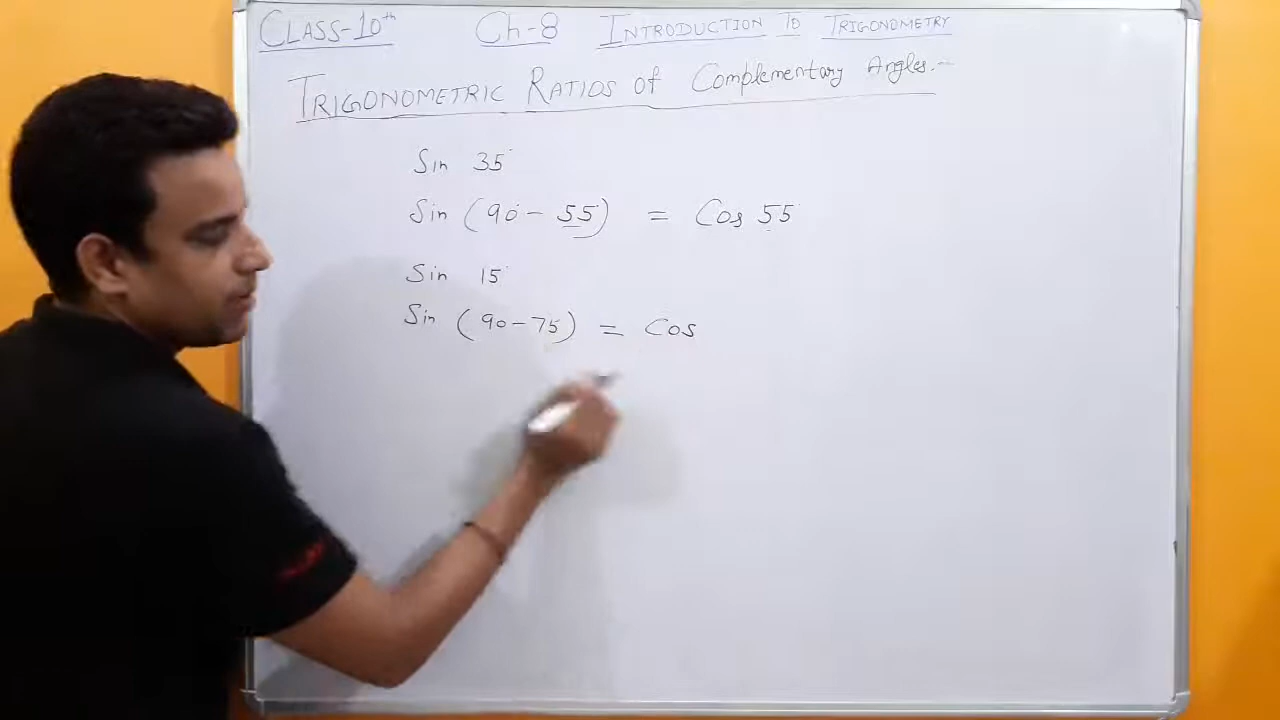 CLASS-10th Ch-8 INTRODUCTION TO TRIGONOMETRY
TRIGONOMETRIC RATIOS of Complementary Angles...
Sin 35°
Sin (90 - 55) = Cos 55
Sin 15°
Sin (90-75) = Cos